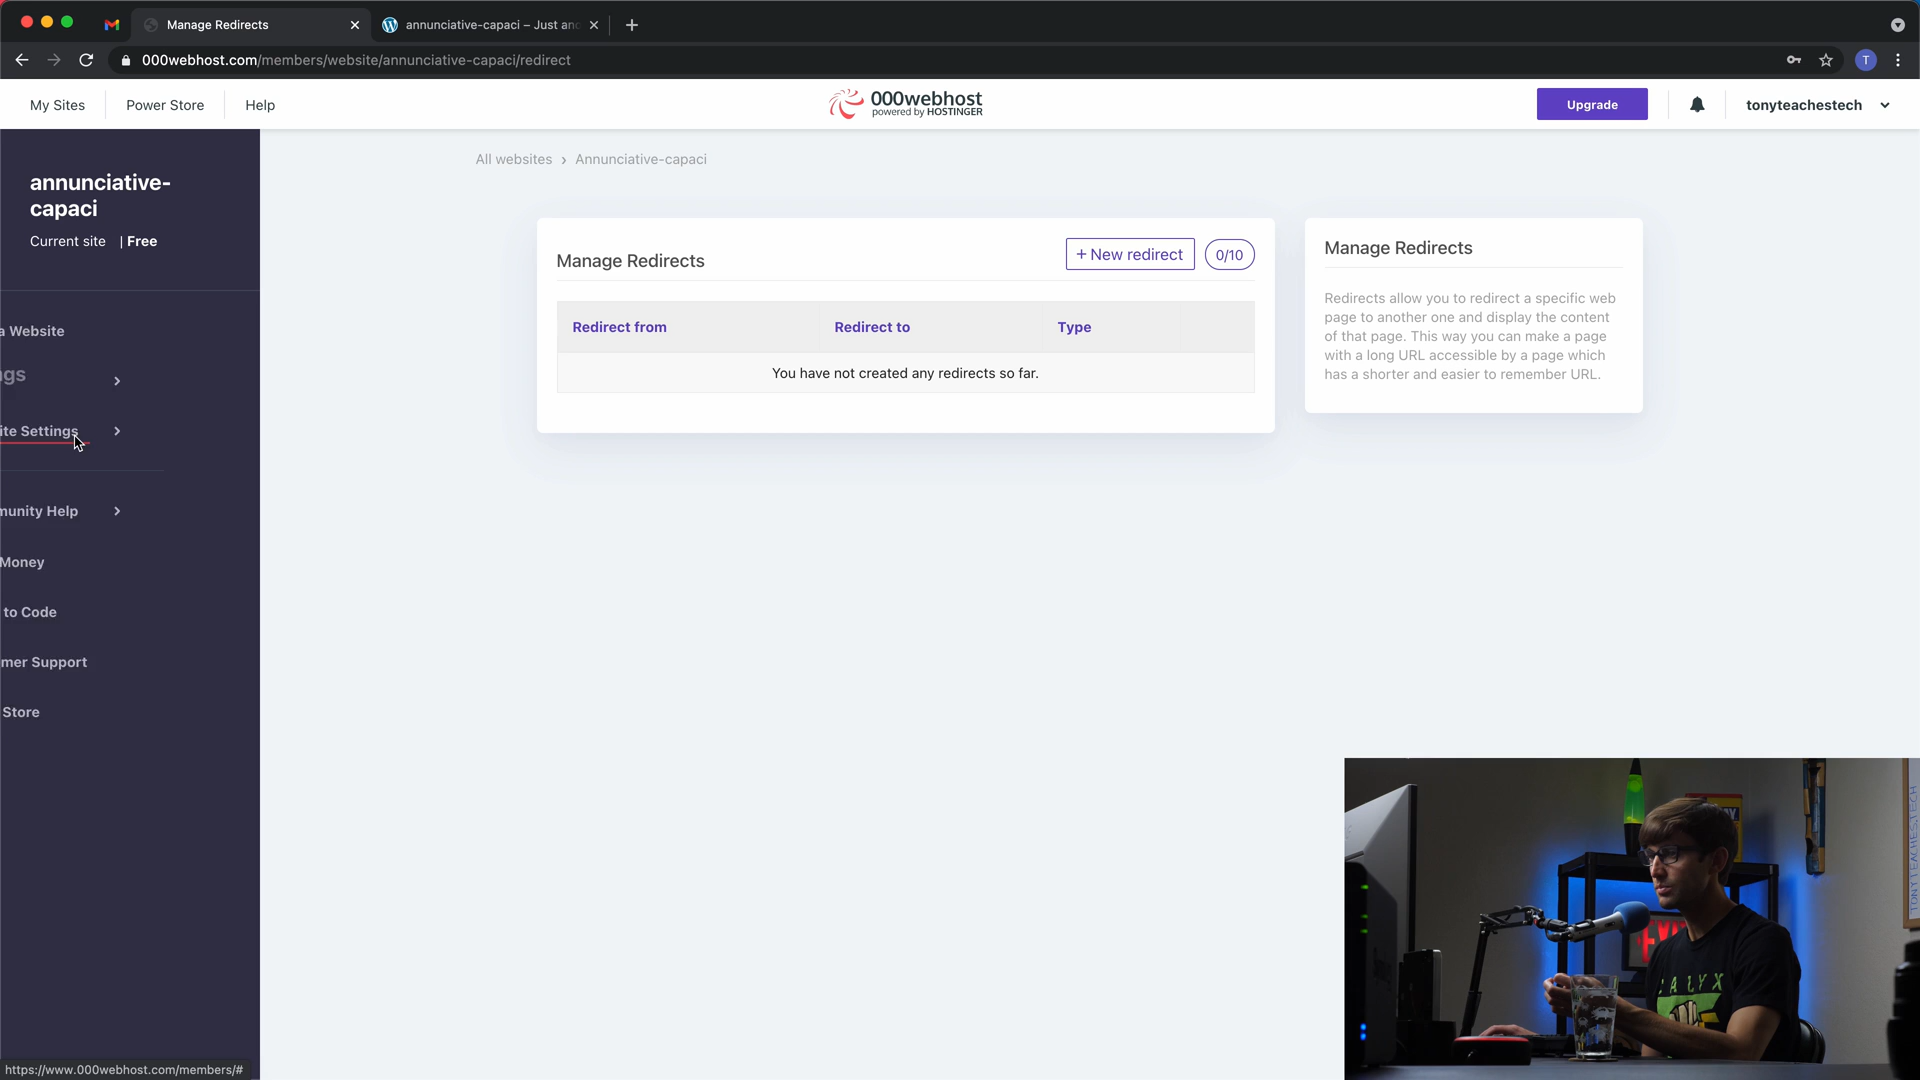 Manage Redirects
annunciative-capaci – Just an
000webhost.com/members/website/annunciative-capaci/redirect
T
My Sites
Power Store
Help
000webhost
powered by HOSTINGER
Upgrade
tonyteachestech
annunciative-
capaci
Current site | Free
a Website
gs
ite Settings
munity Help
Money
to Code
mer Support
Store
All websites › Annunciative-capaci
Manage Redirects
+ New redirect
0/10
Redirect from
Redirect to
Type
You have not created any redirects so far.
Manage Redirects
Redirects allow you to redirect a specific web
page to another one and display the content
of that page. This way you can make a page
with a long URL accessible by a page which
has a shorter and easier to remember URL.
TONYTEACHES.TECH
CALYX
https://www.000webhost.com/members/#